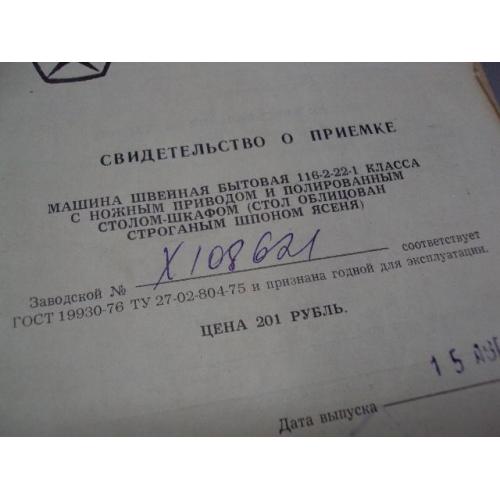 СВИДЕТЕЛЬСТВО О ПРИЕМКЕ
МАШИНА ШВЕЙНАЯ БЫТОВАЯ 116-2-22-1 КЛАССА
С НОЖНЫМ ПРИВОДОМ И ПОЛИРОВАННЫМ
СТОЛОМ-ШКАФОМ (СТОЛ ОБЛИЦОВАН
СТРОГАНЫМ ШПОНОМ ЯСЕНЯ)
Заводской № X108621 соответствует
ГОСТ 19930-76 ТУ 27-02-804-75 и признана годной для эксплуатации.
ЦЕНА 201 РУБЛЬ.
15
Дата выпуска